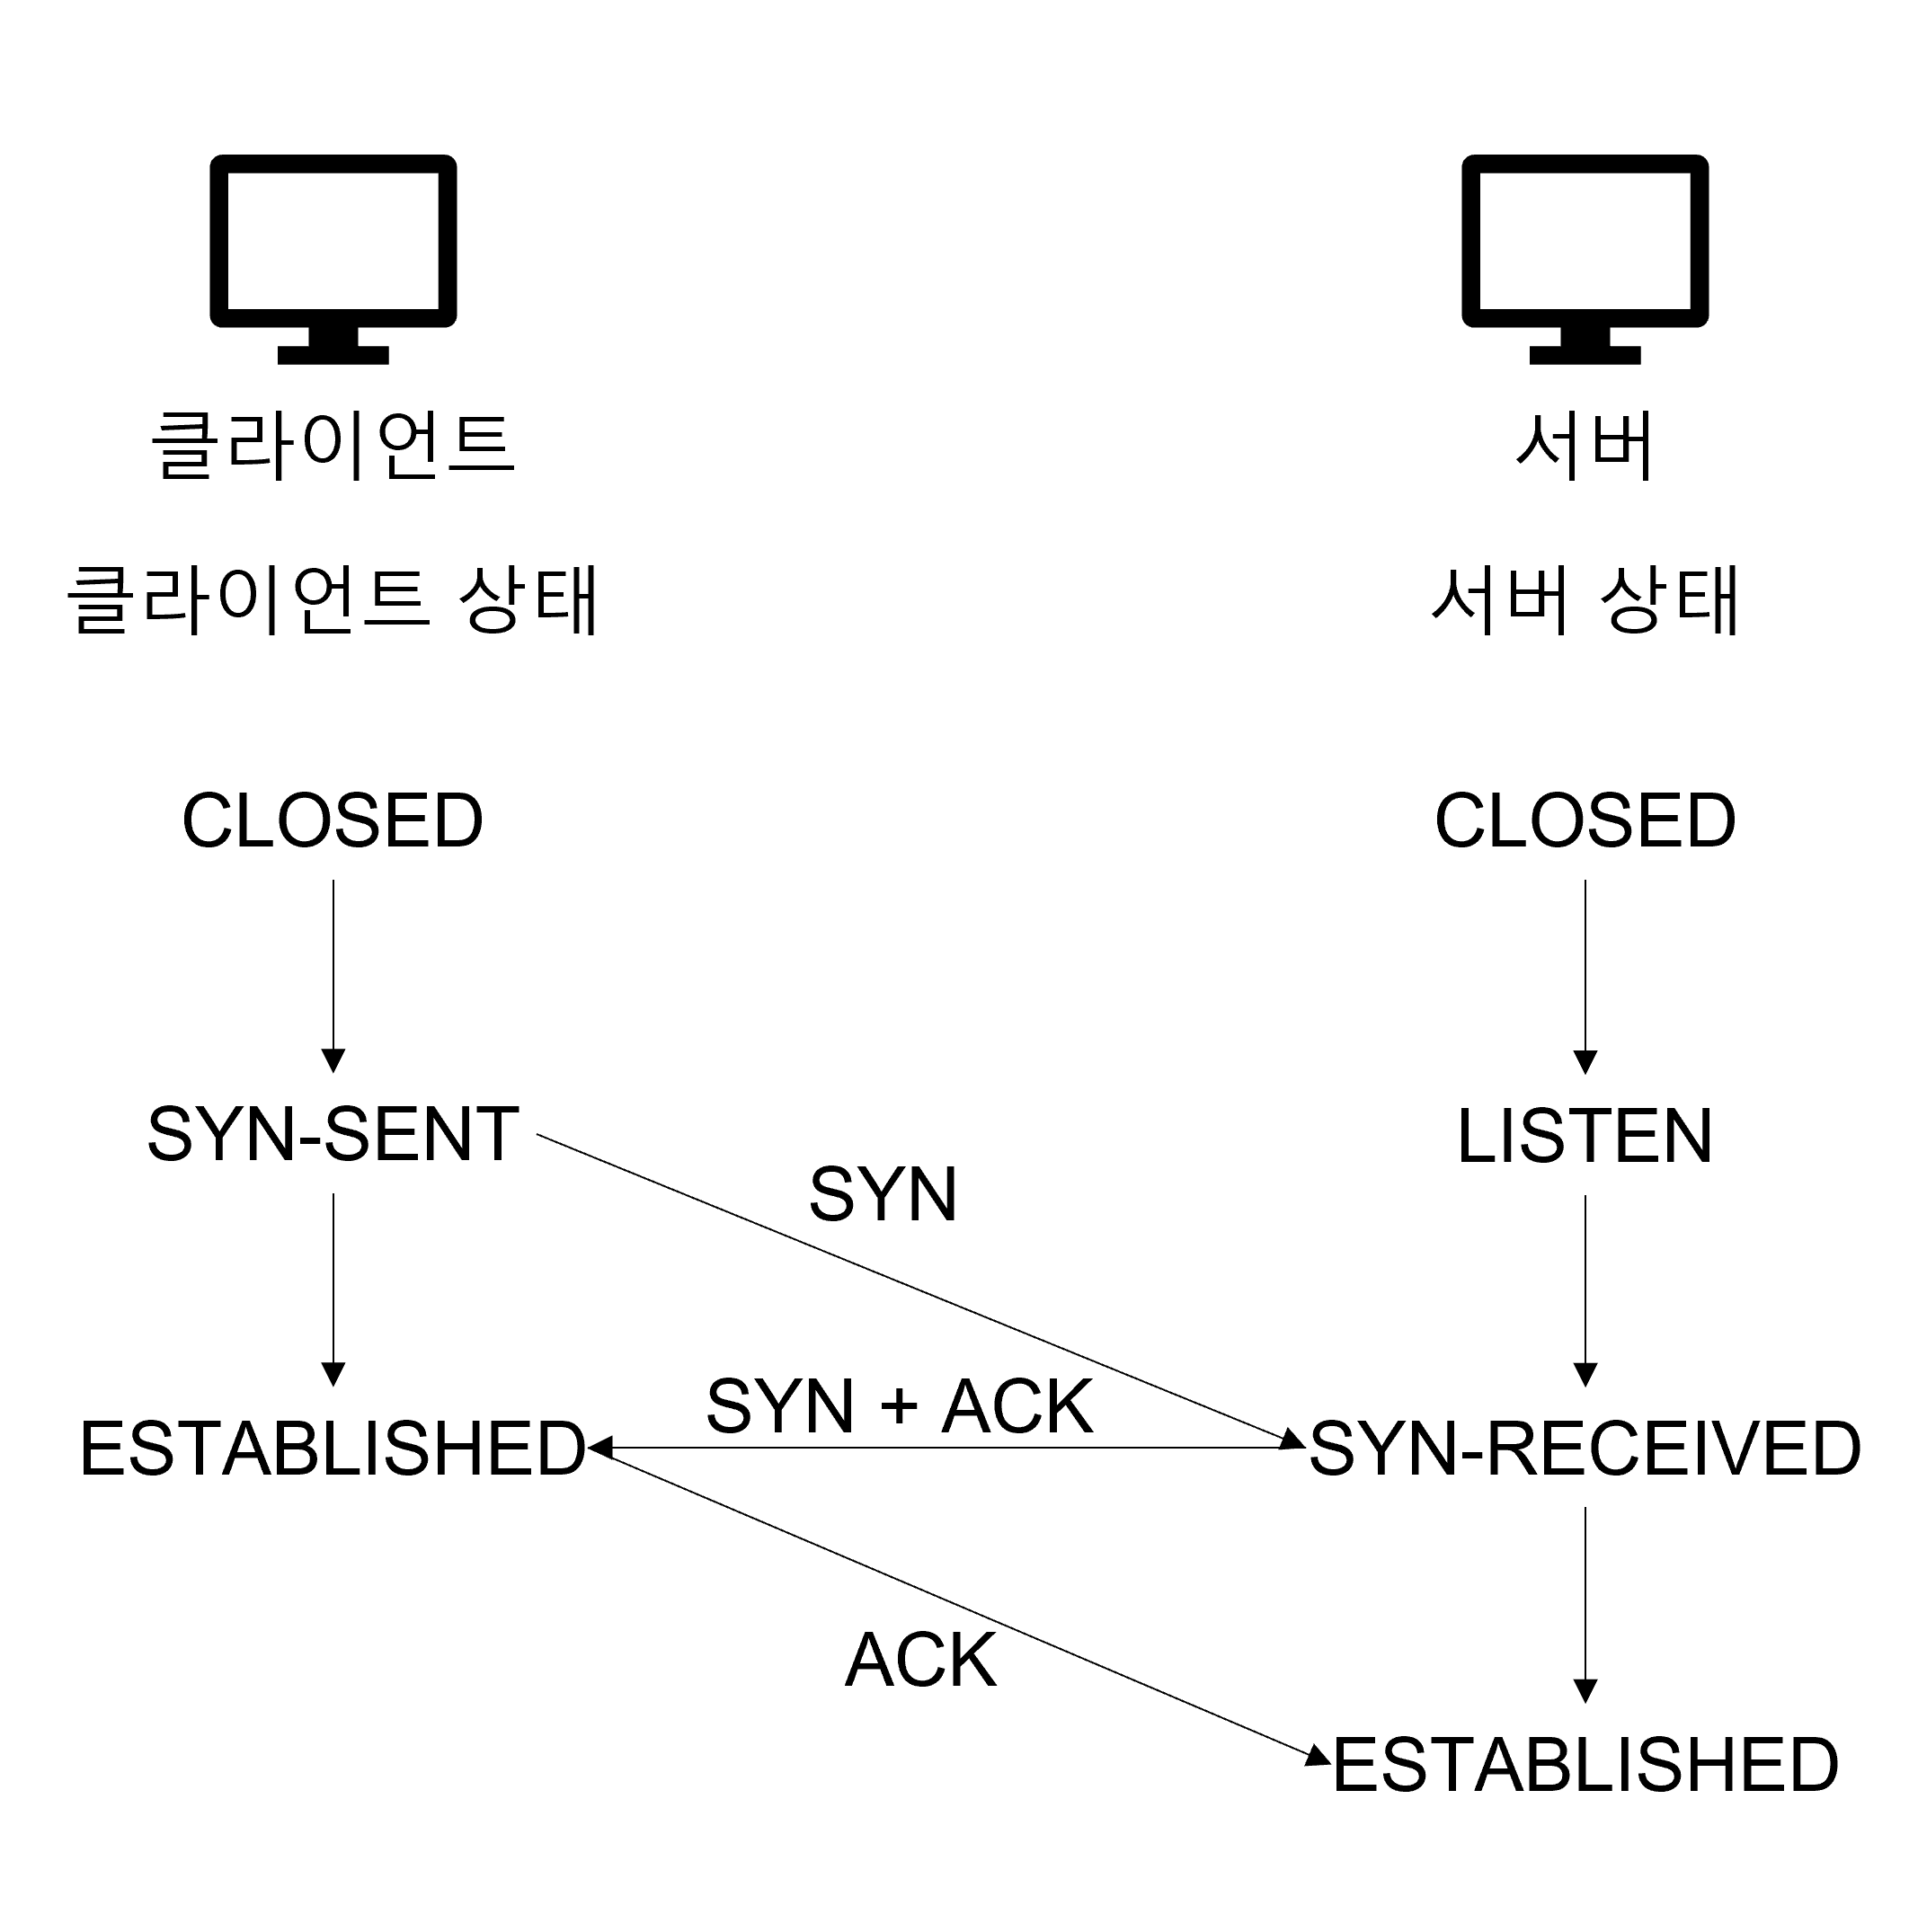 클라이언트
서버
클라이언트 상태
서버 상태
CLOSED
CLOSED
SYN-SENT
LISTEN
SYN
SYN + ACK
ESTABLISHED
SYN-RECEIVED
ACK
ESTABLISHED